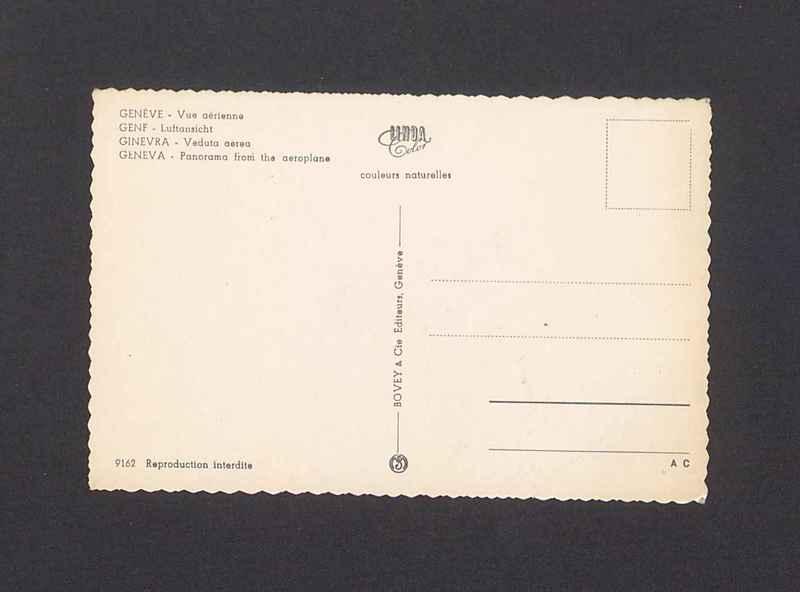 GENÈVE - Vue aérienne
GENF - Luftansicht
GINEVRA - Veduta aerea
GENEVA - Panorama from the aeroplane
Color
couleurs naturelles
BOVEY & Cie Editeurs, Genève
9162 Reproduction interdite
A C